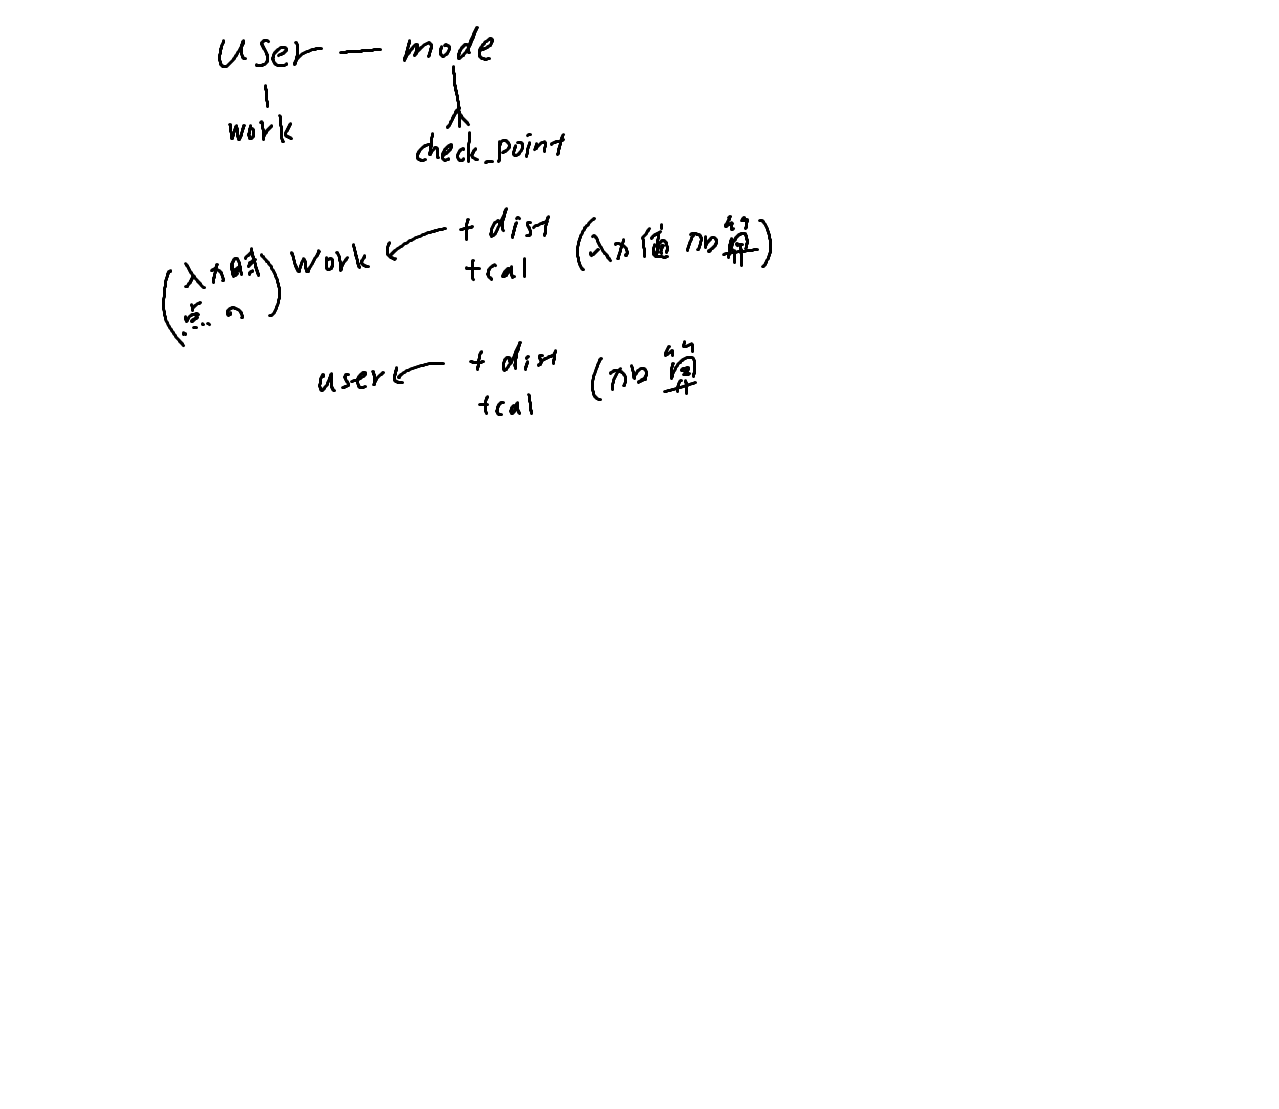 user — mode
work
check_point
+ dist (入力値加算)
(入力時点の) work ← + cal
user ← + dist (加算
+ cal